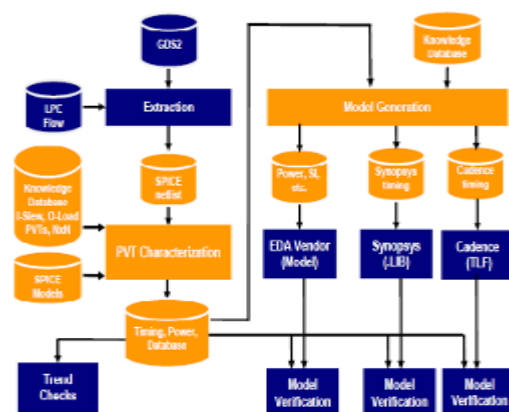 GDS2
Knowledge
Database
LPC
Flow
Extraction
Model Generation
SPICE
netlist
Power, SI,
etc.
Synopsys
timing
Cadence
timing
Knowledge
Database
I-Slew, O-Load
PVTs, NxN
PVT Characterization
EDA Vendor
(Model)
Synopsys
(.LIB)
Cadence
(TLF)
SPICE
Models
Timing, Power,
Database
Trend
Checks
Model
Verification
Model
Verification
Model
Verification